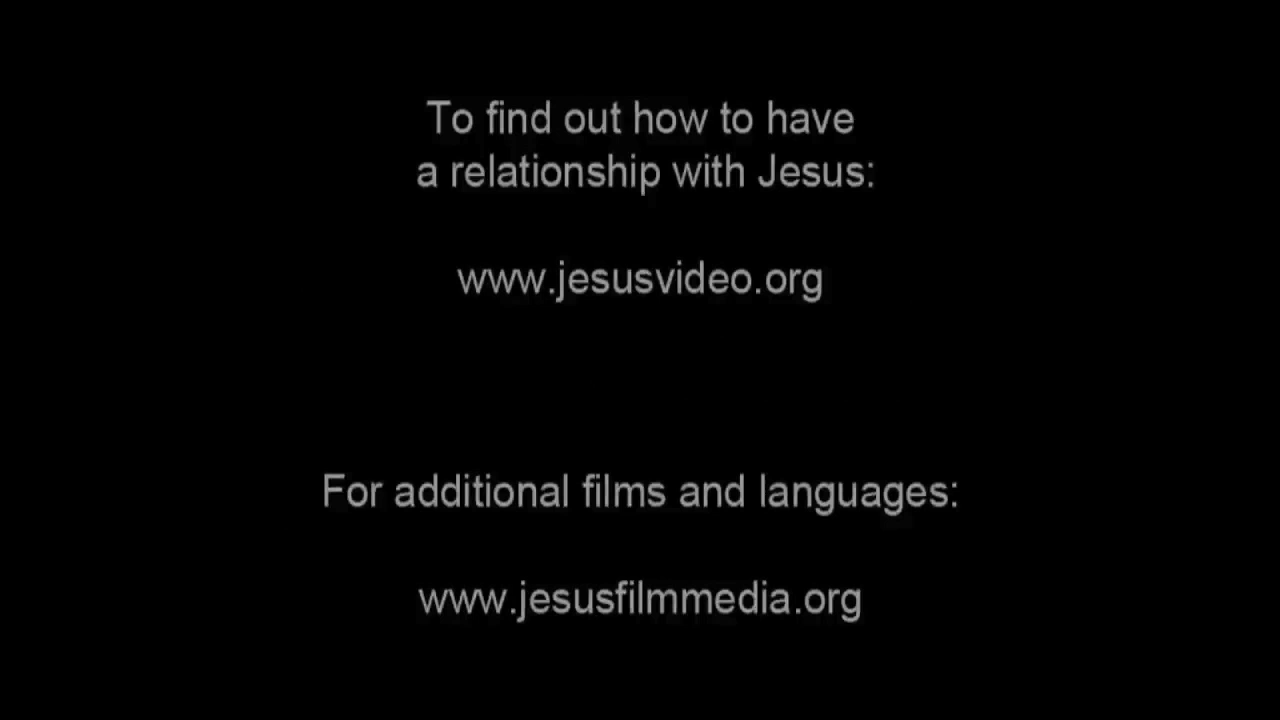 To find out how to have
a relationship with Jesus:
www.jesusvideo.org
For additional films and languages:
www.jesusfilmmedia.org